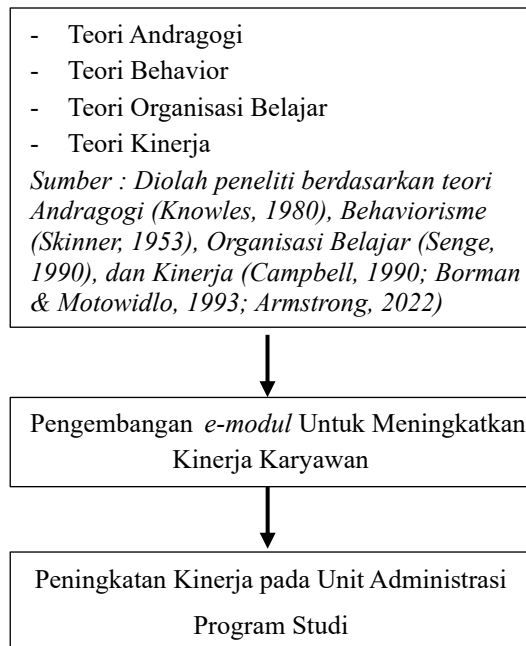 - Teori Andragogi
- Teori Behavior
- Teori Organisasi Belajar
- Teori Kinerja
Sumber : Diolah peneliti berdasarkan teori
Andragogi (Knowles, 1980), Behaviorisme
(Skinner, 1953), Organisasi Belajar (Senge,
1990), dan Kinerja (Campbell, 1990; Borman
& Motowidlo, 1993; Armstrong, 2022)
Pengembangan e-modul Untuk Meningkatkan
Kinerja Karyawan
Peningkatan Kinerja pada Unit Administrasi
Program Studi